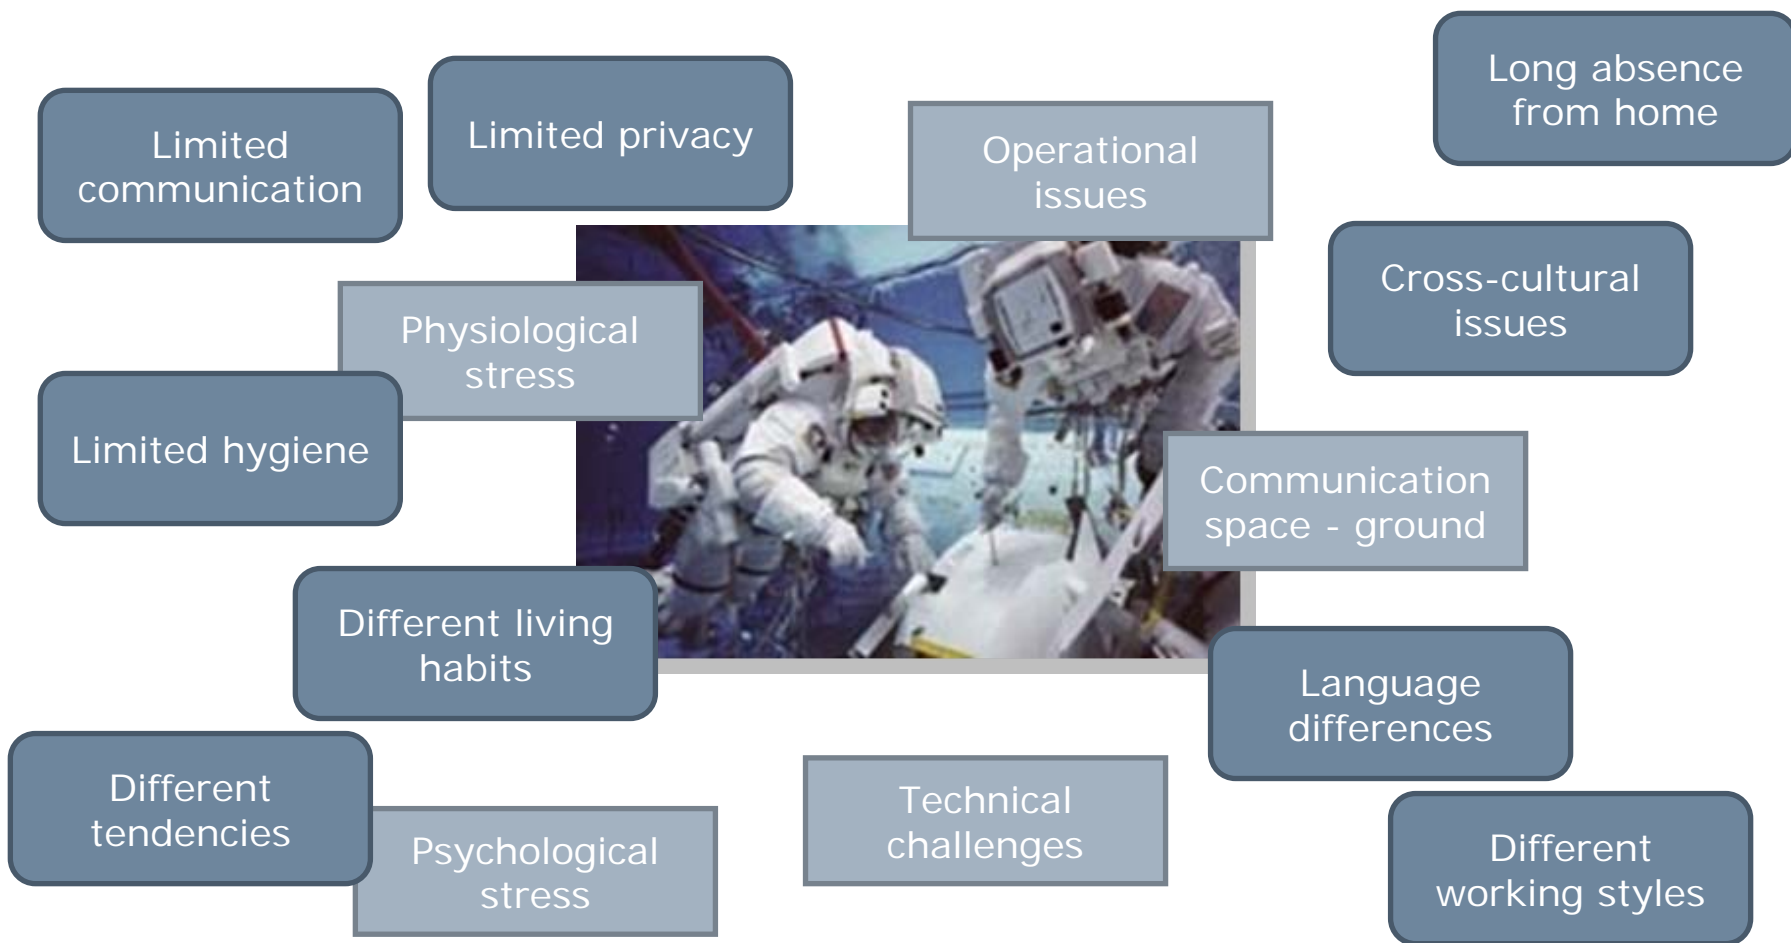 Long absence
from home
Limited privacy
Limited
communication
Operational
issues
Cross-cultural
issues
Physiological
stress
Limited hygiene
Communication
space - ground
Different living
habits
Language
differences
Different
tendencies
Technical
challenges
Psychological
stress
Different
working styles